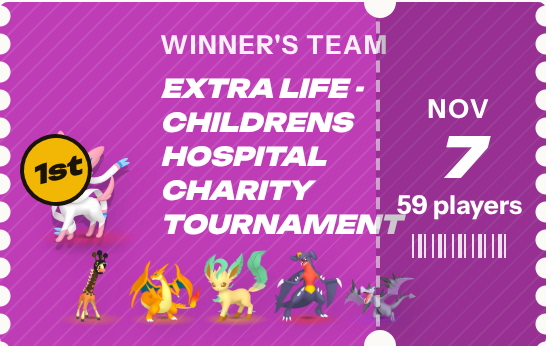 WINNER'S TEAM
EXTRA LIFE -
CHILDRENS
HOSPITAL
CHARITY
TOURNAMENT
1st
NOV
7
59 players